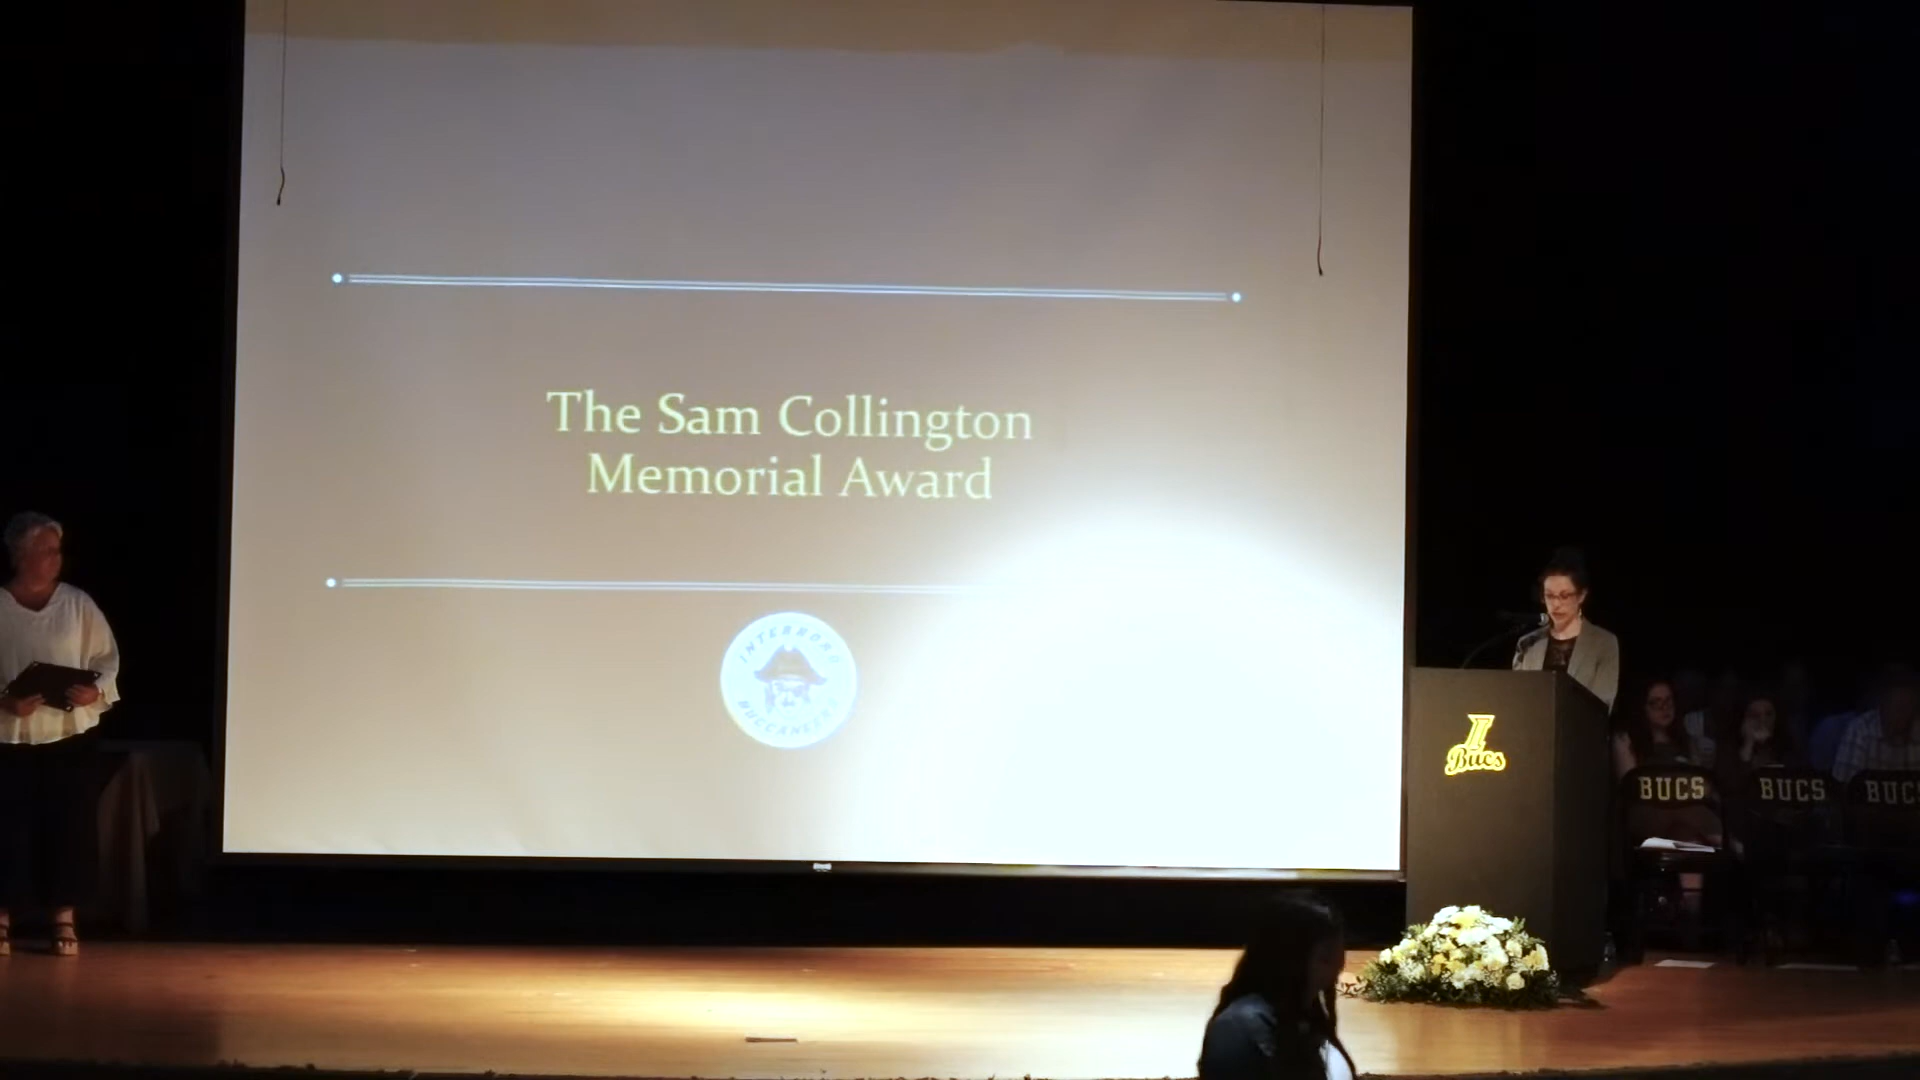 The Sam Collington
Memorial Award
INTERBORO
BUCCANEERS
I
Bucs
BUCS
BUCS
BUCS